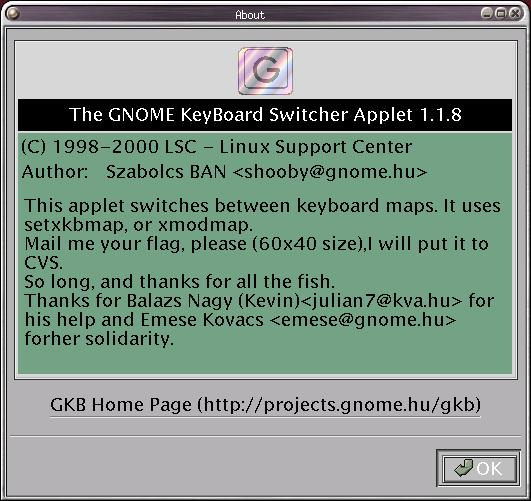 About
G
The GNOME KeyBoard Switcher Applet 1.1.8
(C) 1998-2000 LSC - Linux Support Center
Author: Szabolcs BAN <shooby@gnome.hu>
This applet switches between keyboard maps. It uses
setxkbmap, or xmodmap.
Mail me your flag, please (60x40 size),I will put it to
CVS.
So long, and thanks for all the fish.
Thanks for Balazs Nagy (Kevin)<julian7@kva.hu> for
his help and Emese Kovacs <emese@gnome.hu>
forher solidarity.
GKB Home Page (http://projects.gnome.hu/gkb)
OK